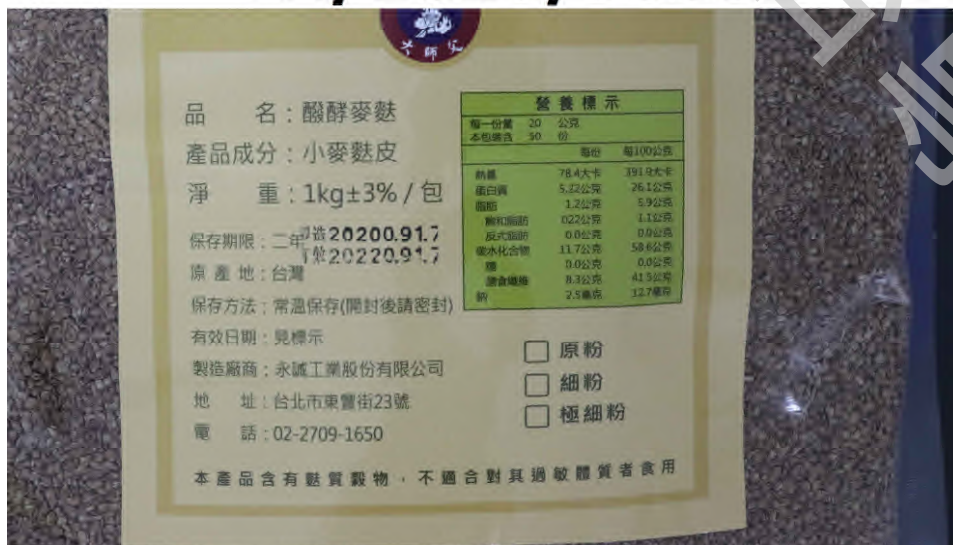 岑師父
品 名：醱酵麥麩
產品成分：小麥麩皮
淨 重：1kg±3% / 包
保存期限：二年
製造20200.91.7
有效20220.91.7
原 產 地：台灣
保存方法：常溫保存(開封後請密封)
有效日期：見標示
製造廠商：永誠工業股份有限公司
地 址：台北市東豐街23號
電 話：02-2709-1650
營 養 標 示
每一份量 20 公克
本包裝含 50 份
每份 每100公克
熱量 78.4大卡 391.9大卡
蛋白質 5.22公克 26.1公克
脂肪 1.2公克 5.9公克
飽和脂肪 022公克 1.1公克
反式脂肪 0.0公克 0.0公克
碳水化合物 11.7公克 58.6公克
糖 0.0公克 0.0公克
膳食纖維 8.3公克 41.5公克
鈉 2.5毫克 12.7毫克
原粉
細粉
極細粉
本產品含有麩質穀物，不適合對其過敏體質者食用